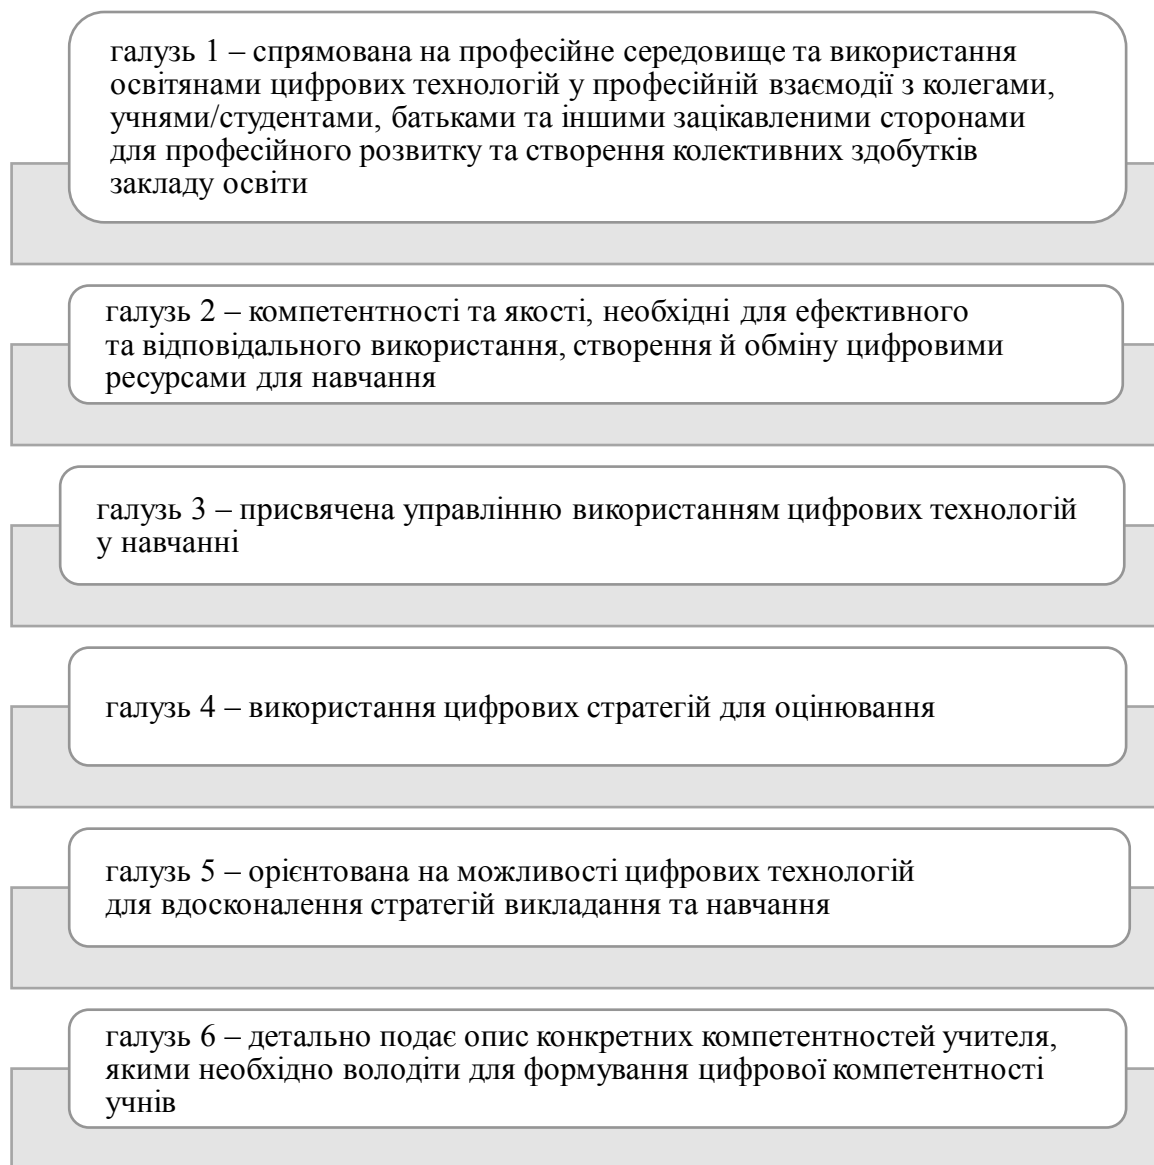 галузь 1 – спрямована на професійне середовище та використання
освітянами цифрових технологій у професійній взаємодії з колегами,
учнями/студентами, батьками та іншими зацікавленими сторонами
для професійного розвитку та створення колективних здобутків
закладу освіти
галузь 2 – компетентності та якості, необхідні для ефективного
та відповідального використання, створення й обміну цифровими
ресурсами для навчання
галузь 3 – присвячена управлінню використанням цифрових технологій
у навчанні
галузь 4 – використання цифрових стратегій для оцінювання
галузь 5 – орієнтована на можливості цифрових технологій
для вдосконалення стратегій викладання та навчання
галузь 6 – детально подає опис конкретних компетентностей учителя,
якими необхідно володіти для формування цифрової компетентності
учнів